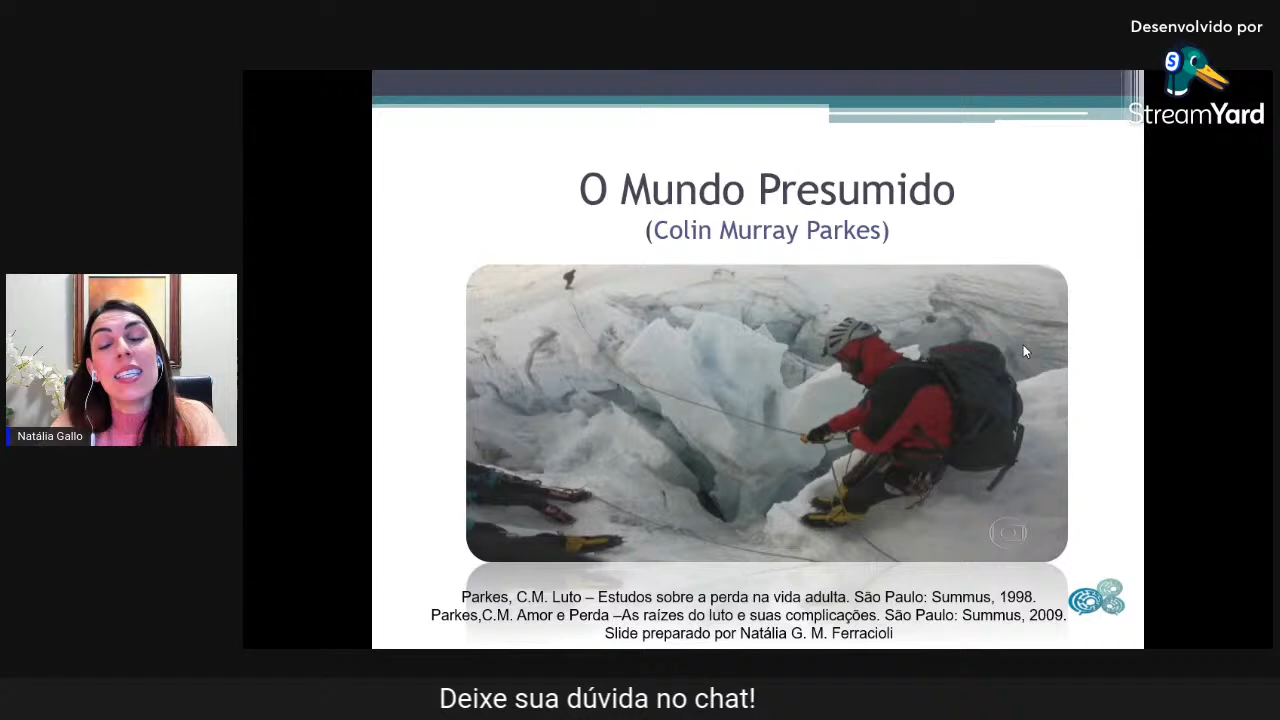 Desenvolvido por
StreamYard
O Mundo Presumido
(Colin Murray Parkes)
Natália Gallo
Parkes, C.M. Luto – Estudos sobre a perda na vida adulta. São Paulo: Summus, 1998.
Parkes,C.M. Amor e Perda –As raízes do luto e suas complicações. São Paulo: Summus, 2009.
Slide preparado por Natália G. M. Ferracioli
Deixe sua dúvida no chat!